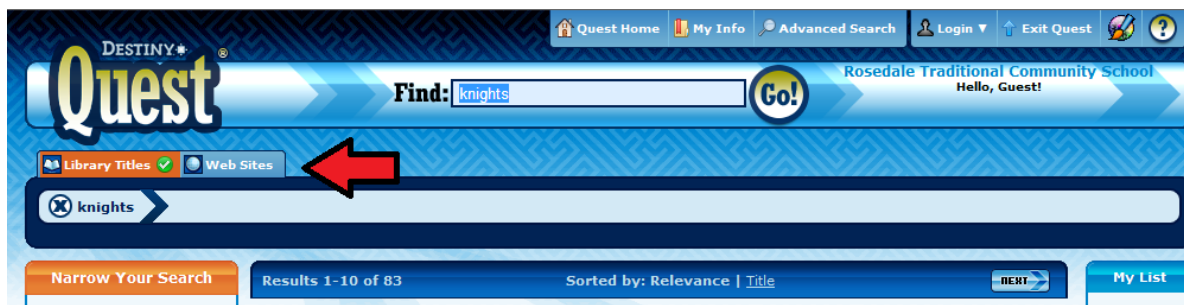 Quest Home My Info Advanced Search Login ▼ Exit Quest ?
DESTINY
Quest ®
Find: knights Go!
Rosedale Traditional Community School
Hello, Guest!
Library Titles Web Sites
knights
Narrow Your Search
Results 1-10 of 83 Sorted by: Relevance | Title NEXT
My List